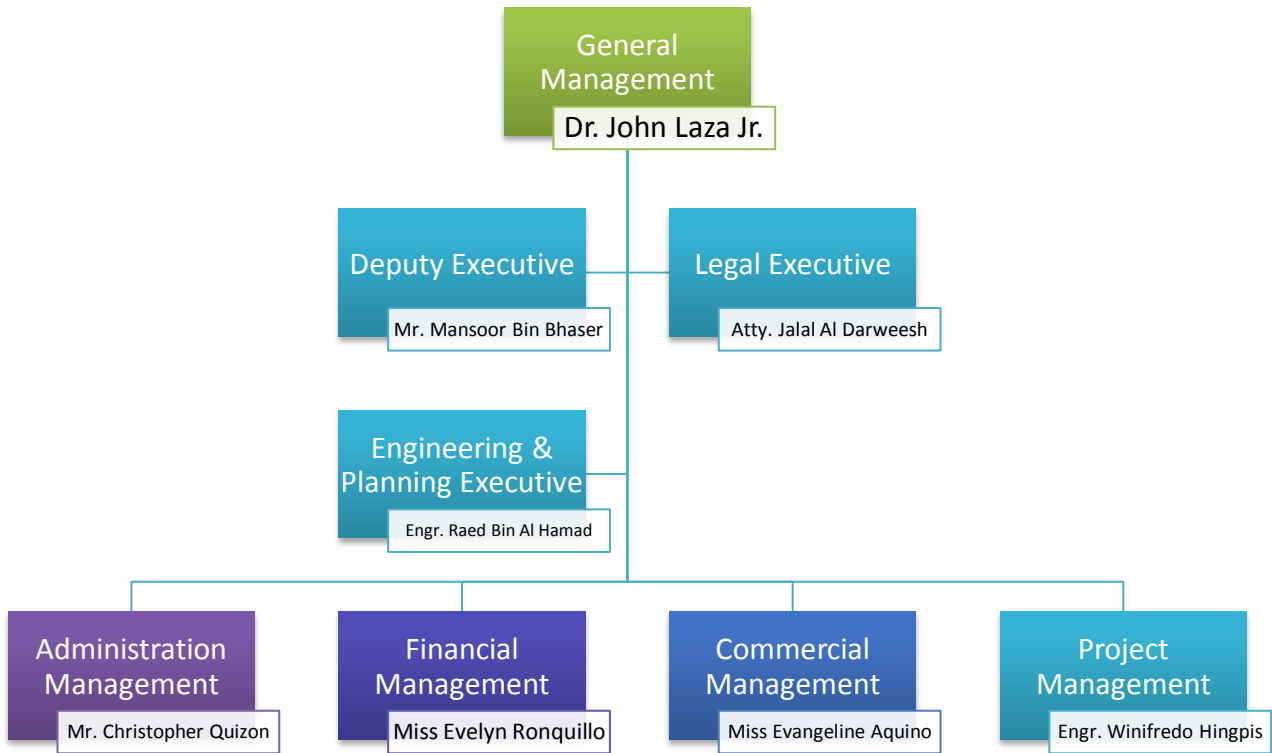 General
Management
Dr. John Laza Jr.
Deputy Executive
Mr. Mansoor Bin Bhaser
Legal Executive
Atty. Jalal Al Darweesh
Engineering &
Planning Executive
Engr. Raed Bin Al Hamad
Administration
Management
Mr. Christopher Quizon
Financial
Management
Miss Evelyn Ronquillo
Commercial
Management
Miss Evangeline Aquino
Project
Management
Engr. Winifredo Hingpis